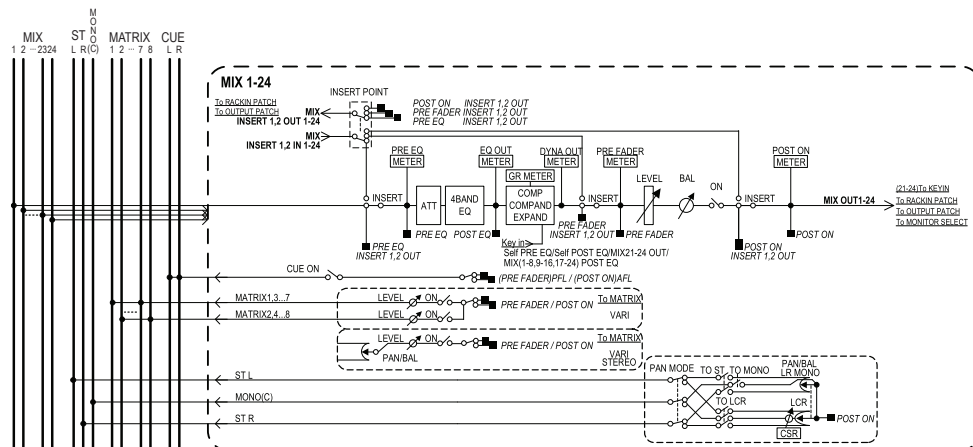 MIX
1 2 ··· 2324
ST
L R
MONO
(C)
MATRIX
1 2 ··· 7 8
CUE
L R
MIX 1-24
INSERT POINT
To RACKIN PATCH
To OUTPUT PATCH
MIX
INSERT 1,2 OUT 1-24
MIX
INSERT 1,2 IN 1-24
POST ON INSERT 1,2 OUT
PRE FADER INSERT 1,2 OUT
PRE EQ INSERT 1,2 OUT
PRE EQ
METER
EQ OUT
METER
DYNA OUT
METER
PRE FADER
METER
POST ON
METER
GR METER
LEVEL
BAL
ON
INSERT
ATT
4BAND
EQ
COMP
COMPAND
EXPAND
INSERT
INSERT
MIX OUT1-24
(21-24)To KEYIN
To RACKIN PATCH
To OUTPUT PATCH
To MONITOR SELECT
PRE EQ
INSERT 1,2 OUT
PRE EQ
POST EQ
PRE FADER
INSERT 1,2 OUT
PRE FADER
POST ON
INSERT 1,2 OUT
POST ON
Key in
Self PRE EQ/Self POST EQ/MIX21-24 OUT/
MIX(1-8,9-16,17-24) POST EQ
CUE ON
(PRE FADER)PFL / (POST ON)AFL
MATRIX1,3...7
LEVEL
ON
PRE FADER / POST ON
To MATRIX
VARI
MATRIX2,4...8
LEVEL
ON
LEVEL
ON
PAN/BAL
PRE FADER / POST ON
To MATRIX
VARI
STEREO
ST L
MONO(C)
ST R
PAN MODE
TO ST
TO MONO
PAN/BAL
LR MONO
TO LCR
LCR
CSR
POST ON